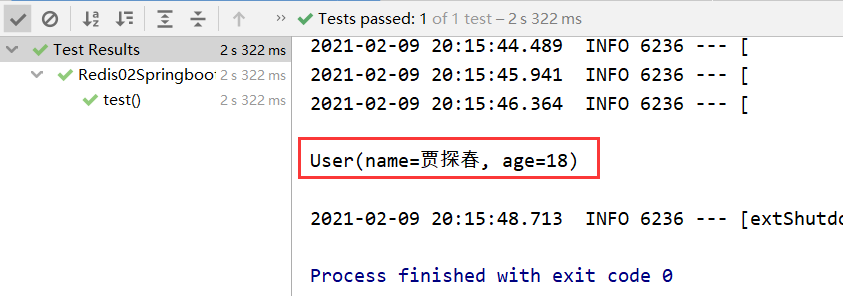 Tests passed: 1 of 1 test – 2 s 322 ms
Test Results 2 s 322 ms
Redis02Springboo 2 s 322 ms
test() 2 s 322 ms
2021-02-09 20:15:44.489  INFO 6236 --- [
2021-02-09 20:15:45.941  INFO 6236 --- [
2021-02-09 20:15:46.364  INFO 6236 --- [
User(name=贾探春, age=18)
2021-02-09 20:15:48.713  INFO 6236 --- [extShutdo
Process finished with exit code 0